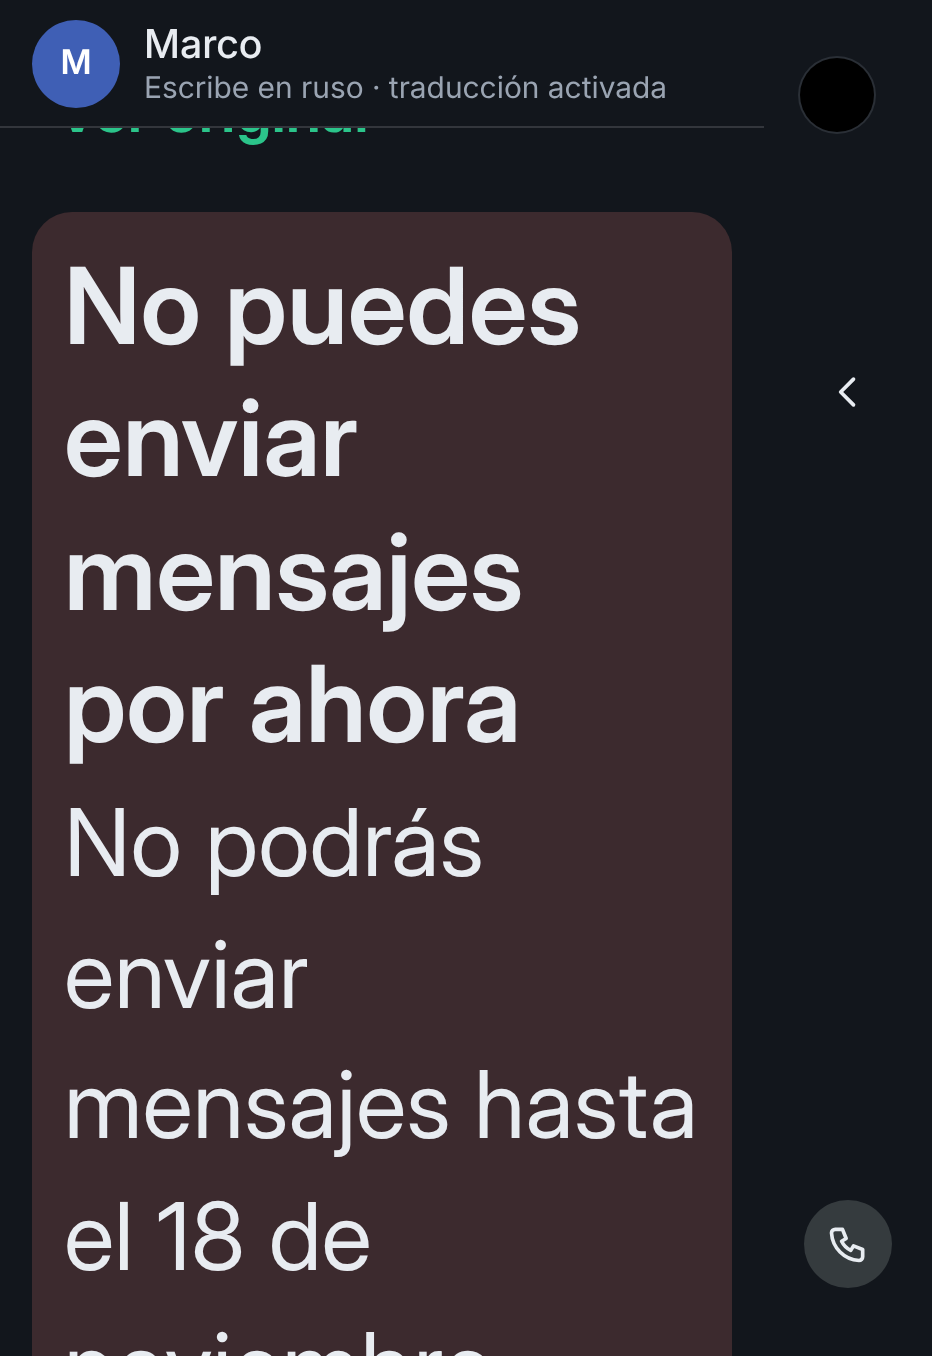 M
Marco
Escribe en ruso · traducción activada
No puedes
enviar
mensajes
por ahora
No podrás
enviar
mensajes hasta
el 18 de